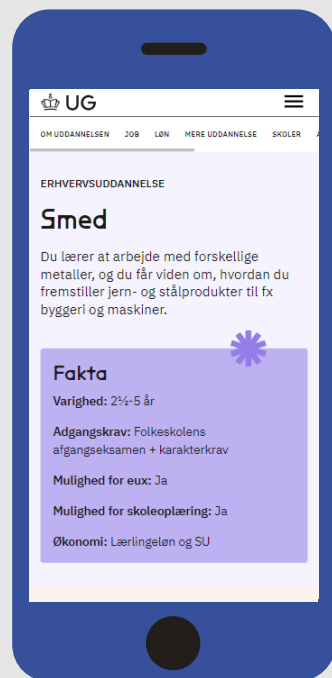 UG
OM UDDANNELSEN JOB LØN MERE UDDANNELSE SKOLER
ERHVERVSUDDANNELSE
Smed
Du lærer at arbejde med forskellige
metaller, og du får viden om, hvordan du
fremstiller jern- og stålprodukter til fx
byggeri og maskiner.
Fakta
Varighed: 2½-5 år
Adgangskrav: Folkeskolens
afgangseksamen + karakterkrav
Mulighed for eux: Ja
Mulighed for skoleoplæring: Ja
Økonomi: Lærlingeløn og SU